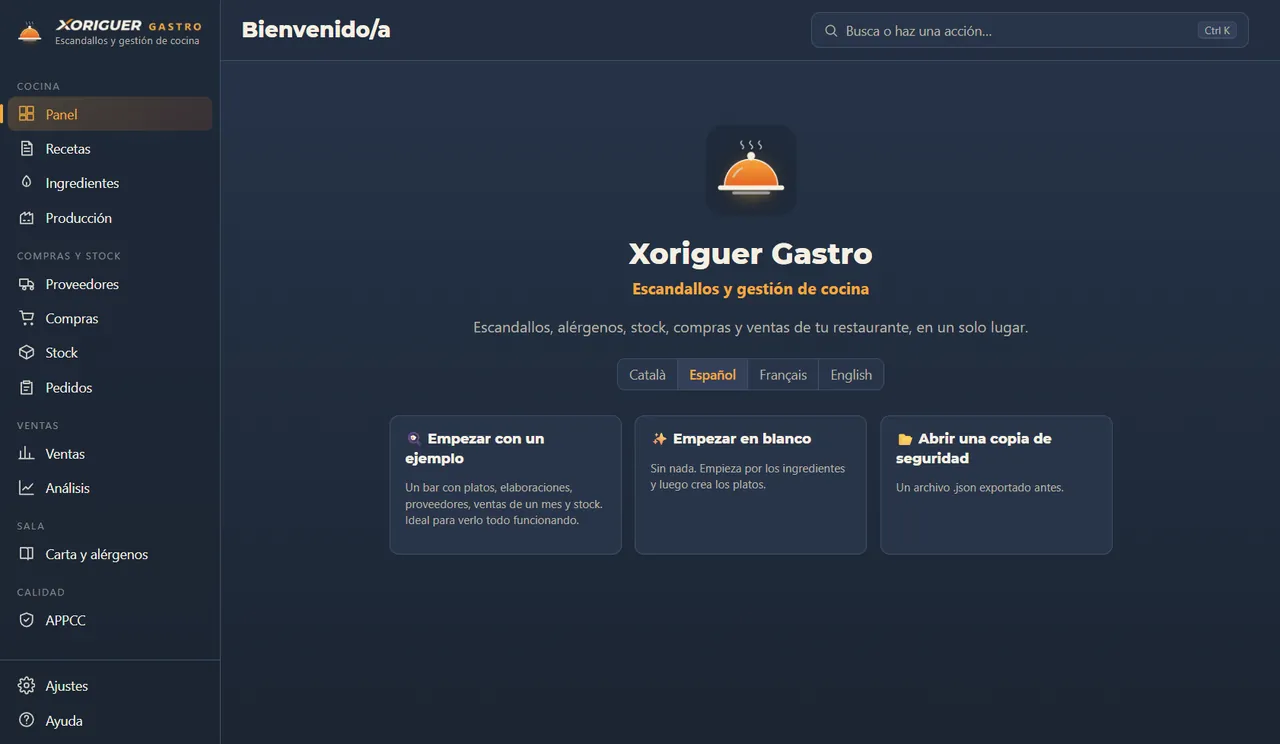 XORIGUER GASTRO
Escandallos y gestión de cocina
COCINA
Panel
Recetas
Ingredientes
Producción
COMPRAS Y STOCK
Proveedores
Compras
Stock
Pedidos
VENTAS
Ventas
Análisis
SALA
Carta y alérgenos
CALIDAD
APPCC
Ajustes
Ayuda
Bienvenido/a
Busca o haz una acción...
Ctrl K
Xoriguer Gastro
Escandallos y gestión de cocina
Escandallos, alérgenos, stock, compras y ventas de tu restaurante, en un solo lugar.
Català Español Français English
Empezar con un
ejemplo
Un bar con platos, elaboraciones,
proveedores, ventas de un mes y stock.
Ideal para verlo todo funcionando.
Empezar en blanco
Sin nada. Empieza por los ingredientes
y luego crea los platos.
Abrir una copia de
seguridad
Un archivo .json exportado antes.